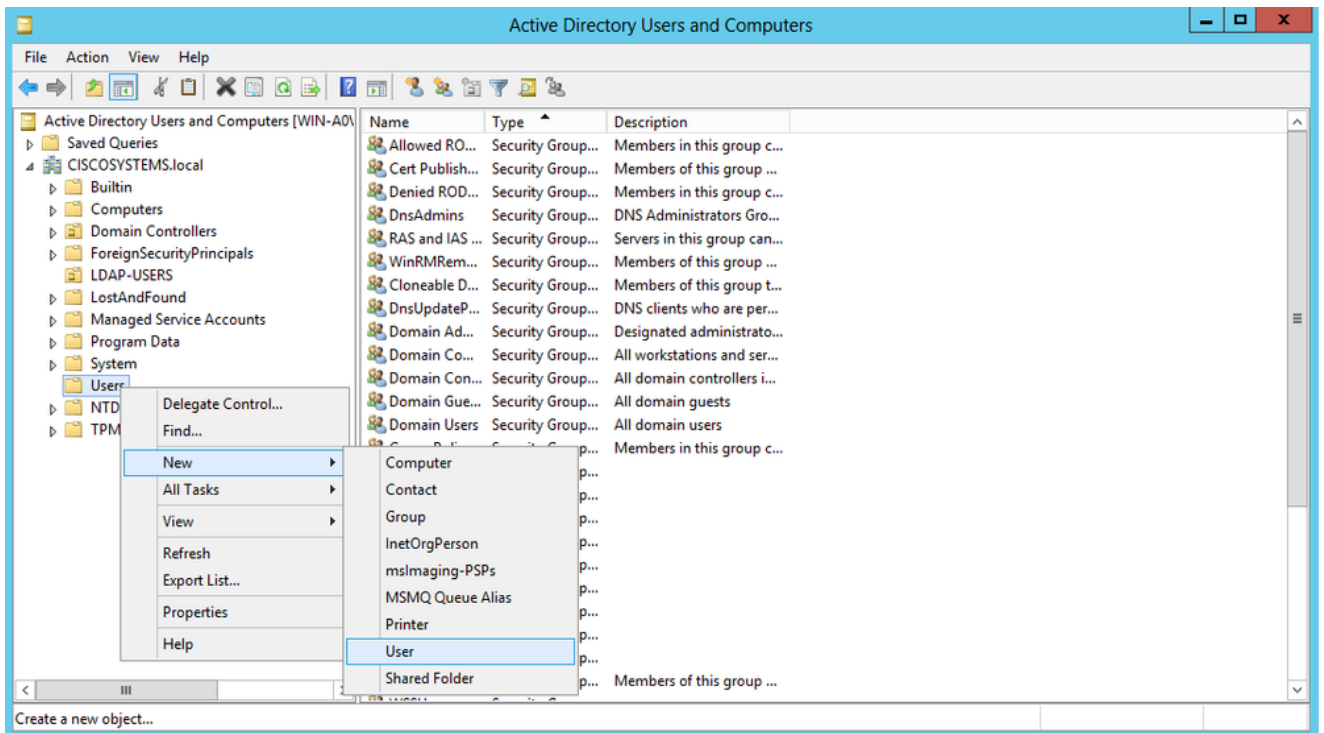 Active Directory Users and Computers
File Action View Help
Active Directory Users and Computers [WIN-A0\
Saved Queries
CISCOSYSTEMS.local
Builtin
Computers
Domain Controllers
ForeignSecurityPrincipals
LDAP-USERS
LostAndFound
Managed Service Accounts
Program Data
System
Users
NTD
TPM
Delegate Control...
Find...
New
All Tasks
View
Refresh
Export List...
Properties
Help
Computer
Contact
Group
InetOrgPerson
msImaging-PSPs
MSMQ Queue Alias
Printer
User
Shared Folder
Name Type Description
Allowed RO... Security Group... Members in this group c...
Cert Publish... Security Group... Members of this group ...
Denied ROD... Security Group... Members in this group c...
DnsAdmins Security Group... DNS Administrators Gro...
RAS and IAS ... Security Group... Servers in this group can...
WinRMRem... Security Group... Members of this group ...
Cloneable D... Security Group... Members of this group t...
DnsUpdateP... Security Group... DNS clients who are per...
Domain Ad... Security Group... Designated administrato...
Domain Co... Security Group... All workstations and ser...
Domain Con... Security Group... All domain controllers i...
Domain Gue... Security Group... All domain guests
Domain Users Security Group... All domain users
p... Members in this group c...
p...
p...
p...
p...
p...
p...
p...
p...
p...
p... Members of this group ...
Create a new object...